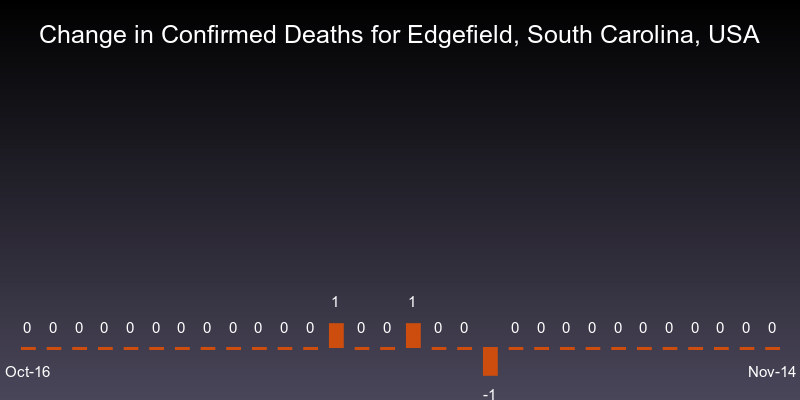 Change in Confirmed Deaths for Edgefield, South Carolina, USA
1 1
0 0 0 0 0 0 0 0 0 0 0 0 0 0 0 0 0 0 0 0 0 0 0 0 0 0 0
Oct-16 Nov-14
-1